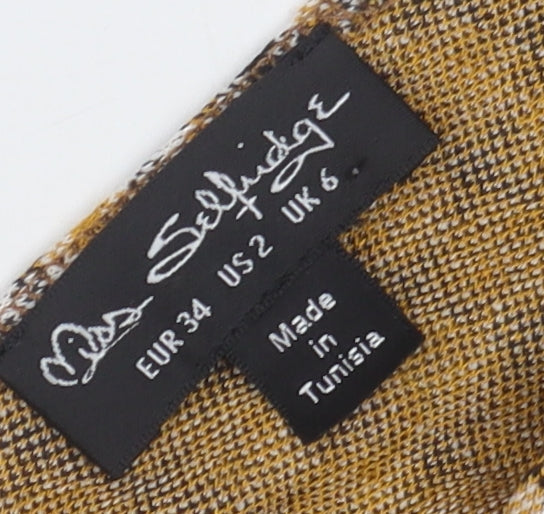 Miss Selfridge
EUR 34 US 2 UK 6
Made
in
Tunisia